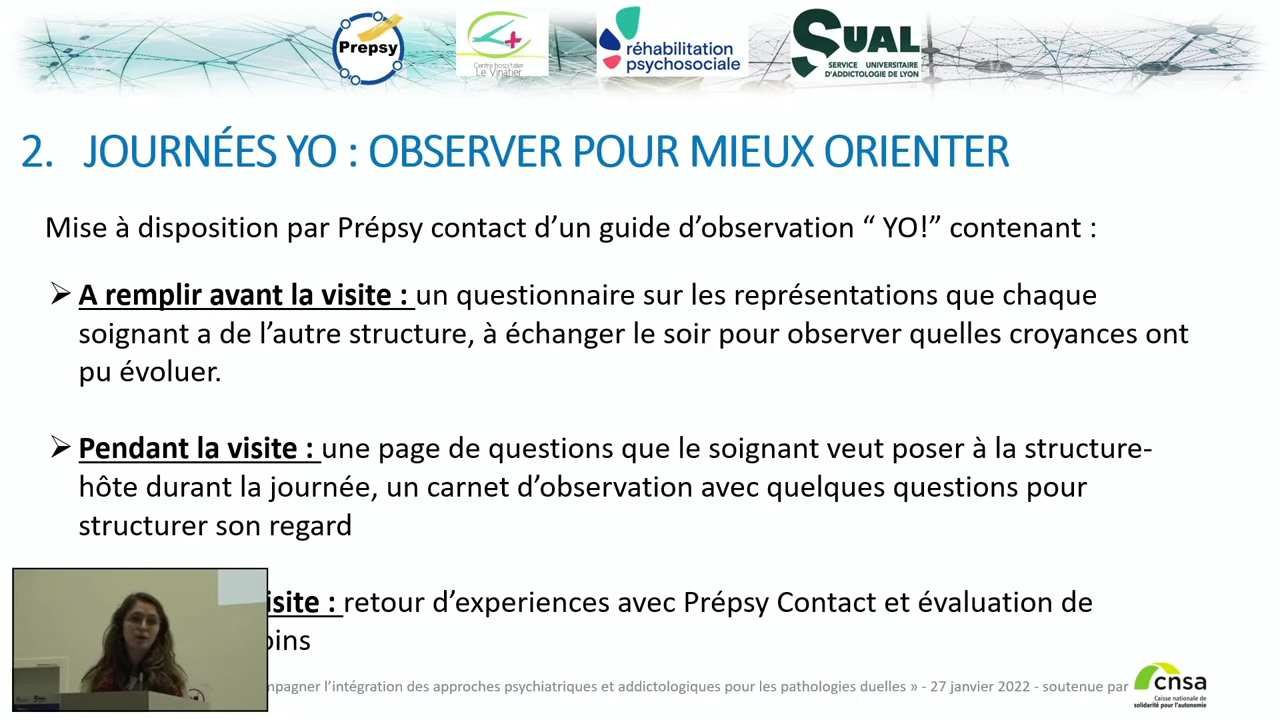 Prepsy
Centre hospitalier
Le Vinatier
réhabilitation
psychosociale
SUAL
SERVICE UNIVERSITAIRE
D'ADDICTOLOGIE DE LYON
2. JOURNÉES YO : OBSERVER POUR MIEUX ORIENTER
Mise à disposition par Prépsy contact d’un guide d’observation “ YO!” contenant :
➢ A remplir avant la visite : un questionnaire sur les représentations que chaque
soignant a de l’autre structure, à échanger le soir pour observer quelles croyances ont
pu évoluer.
➢ Pendant la visite : une page de questions que le soignant veut poser à la structure-
hôte durant la journée, un carnet d’observation avec quelques questions pour
structurer son regard
isite : retour d’experiences avec Prépsy Contact et évaluation de
oins
mpagner l’intégration des approches psychiatriques et addictologiques pour les pathologies duelles » - 27 janvier 2022 - soutenue par
cnsa
Caisse nationale de
solidarité pour l'autonomie